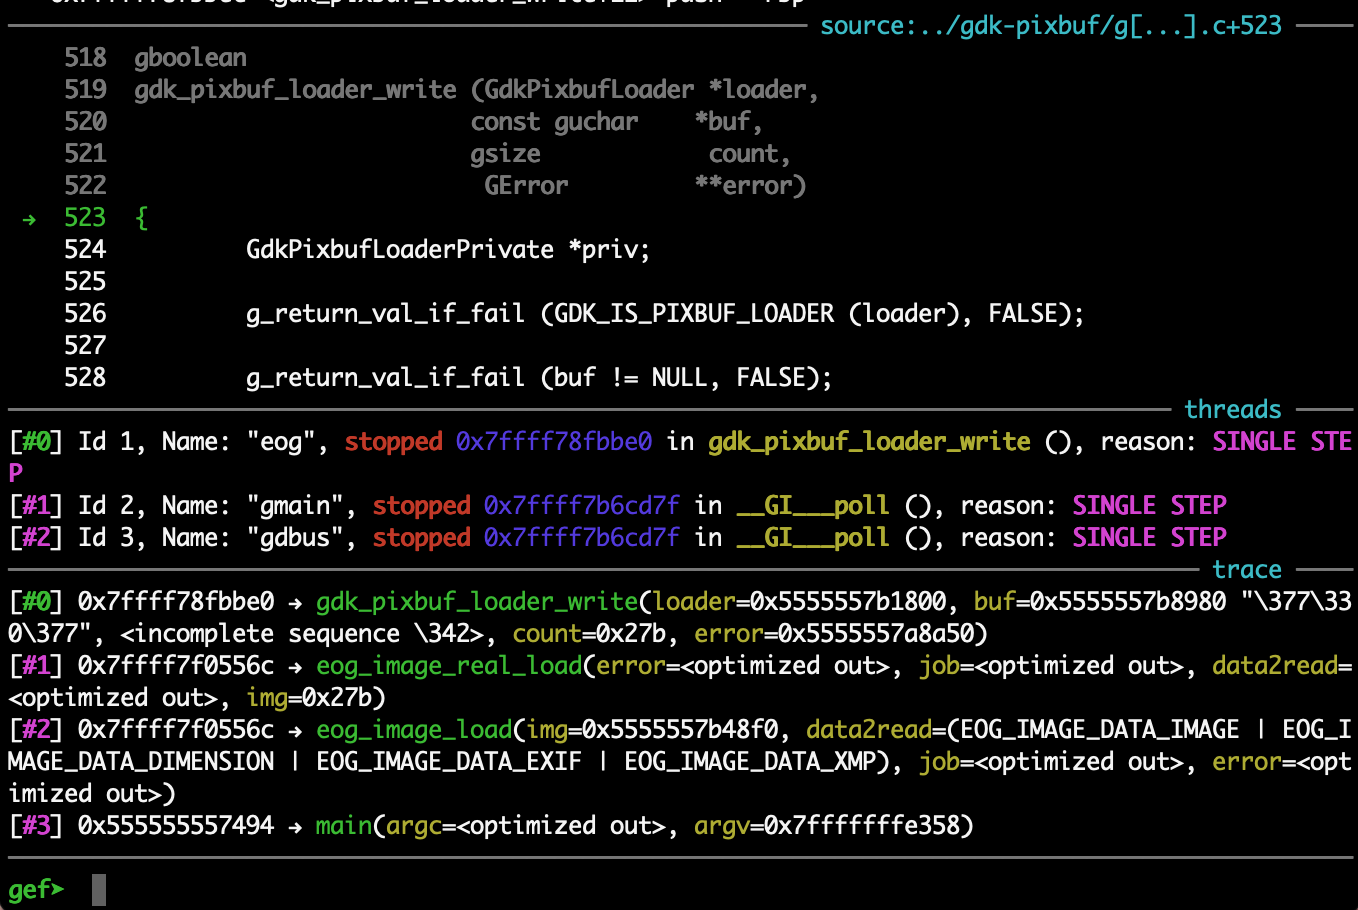 source:../gdk-pixbuf/g[...].c+523
518 gboolean
519 gdk_pixbuf_loader_write (GdkPixbufLoader *loader,
520 const guchar *buf,
521 gsize count,
522 GError **error)
→ 523 {
524 GdkPixbufLoaderPrivate *priv;
525
526 g_return_val_if_fail (GDK_IS_PIXBUF_LOADER (loader), FALSE);
527
528 g_return_val_if_fail (buf != NULL, FALSE);
threads
[#0] Id 1, Name: "eog", stopped 0x7ffff78fbbe0 in gdk_pixbuf_loader_write (), reason: SINGLE STE
P
[#1] Id 2, Name: "gmain", stopped 0x7ffff7b6cd7f in __GI___poll (), reason: SINGLE STEP
[#2] Id 3, Name: "gdbus", stopped 0x7ffff7b6cd7f in __GI___poll (), reason: SINGLE STEP
trace
[#0] 0x7ffff78fbbe0 → gdk_pixbuf_loader_write(loader=0x5555557b1800, buf=0x5555557b8980 "\377\33
0\377", <incomplete sequence \342>, count=0x27b, error=0x5555557a8a50)
[#1] 0x7ffff7f0556c → eog_image_real_load(error=<optimized out>, job=<optimized out>, data2read=
<optimized out>, img=0x27b)
[#2] 0x7ffff7f0556c → eog_image_load(img=0x5555557b48f0, data2read=(EOG_IMAGE_DATA_IMAGE | EOG_I
MAGE_DATA_DIMENSION | EOG_IMAGE_DATA_EXIF | EOG_IMAGE_DATA_XMP), job=<optimized out>, error=<opt
imized out>)
[#3] 0x555555557494 → main(argc=<optimized out>, argv=0x7fffffffe358)
gef➤